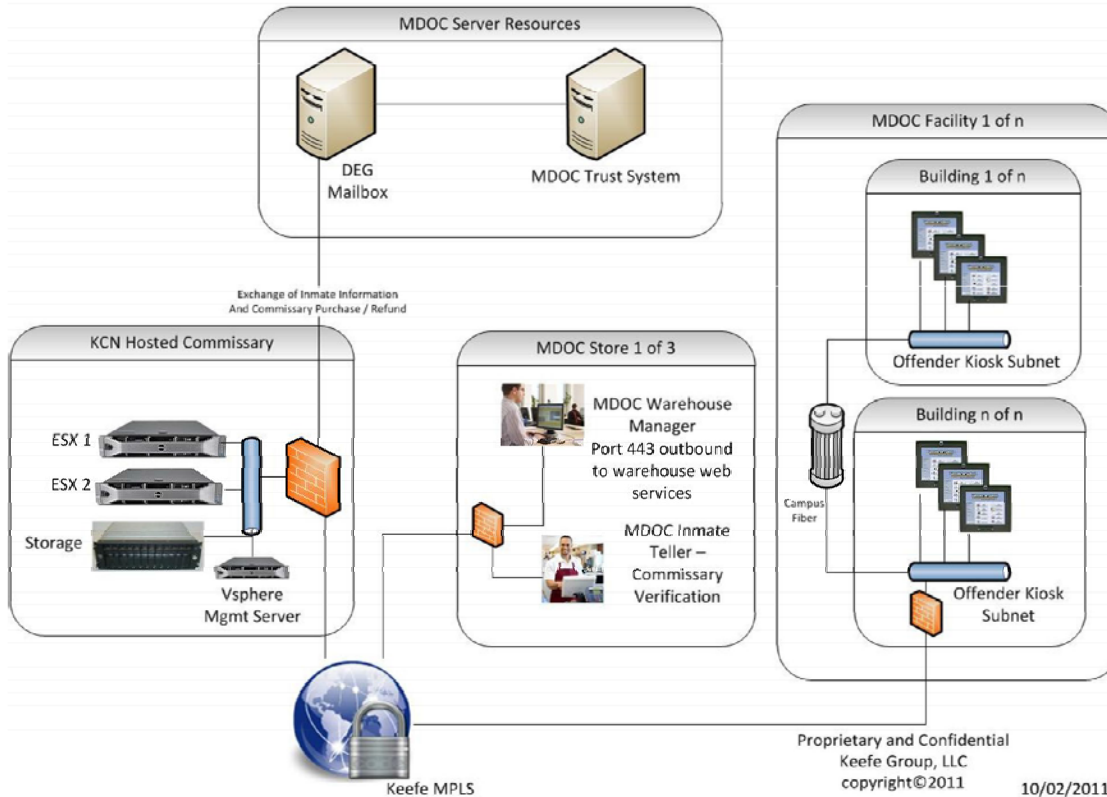 MDOC Server Resources
DEG
Mailbox
MDOC Trust System
Exchange of Inmate Information
And Commissary Purchase / Refund
KCN Hosted Commissary
ESX 1
ESX 2
Storage
Vsphere
Mgmt Server
MDOC Store 1 of 3
MDOC Warehouse
Manager
Port 443 outbound
to warehouse web
services
MDOC Inmate
Teller –
Commissary
Verification
MDOC Facility 1 of n
Building 1 of n
Offender Kiosk Subnet
Campus
Fiber
Building n of n
Offender Kiosk
Subnet
Keefe MPLS
Proprietary and Confidential
Keefe Group, LLC
copyright©2011
10/02/2011